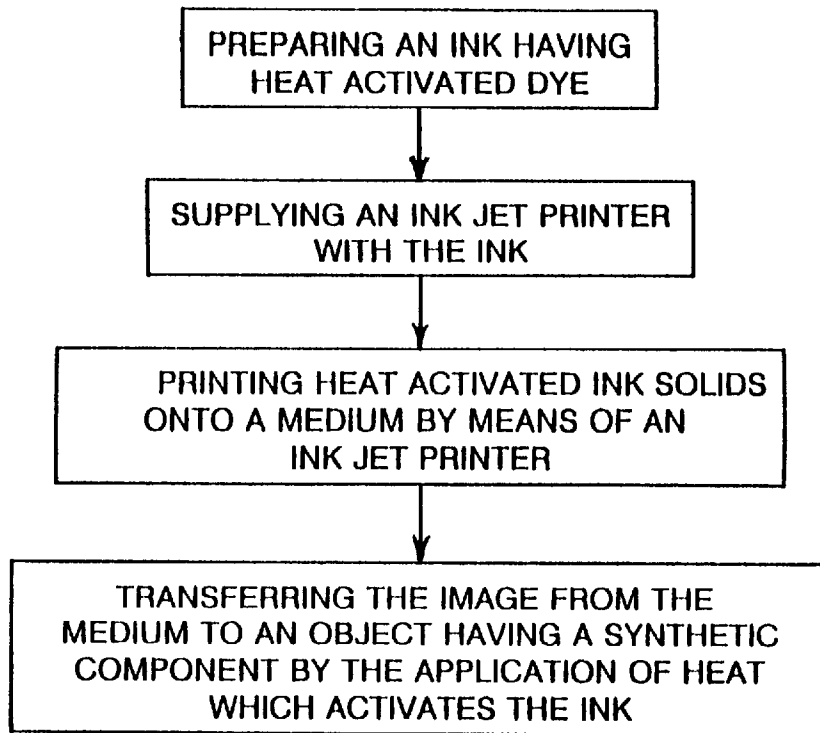 PREPARING AN INK HAVING
HEAT ACTIVATED DYE
SUPPLYING AN INK JET PRINTER
WITH THE INK
PRINTING HEAT ACTIVATED INK SOLIDS
ONTO A MEDIUM BY MEANS OF AN
INK JET PRINTER
TRANSFERRING THE IMAGE FROM THE
MEDIUM TO AN OBJECT HAVING A SYNTHETIC
COMPONENT BY THE APPLICATION OF HEAT
WHICH ACTIVATES THE INK